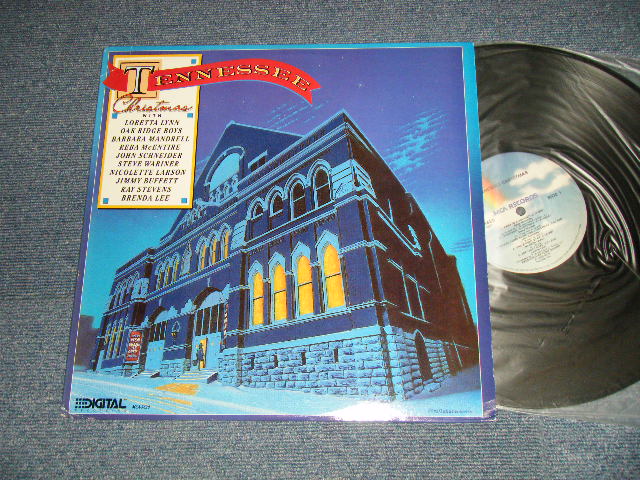 TENNESSEE
Christmas
WITH
LORETTA LYNN
OAK RIDGE BOYS
BARBARA MANDRELL
REBA McENTIRE
JOHN SCHNEIDER
STEVE WARINER
NICOLETTE LARSON
JIMMY BUFFETT
RAY STEVENS
BRENDA LEE
DIGITAL
MCA RECORDS